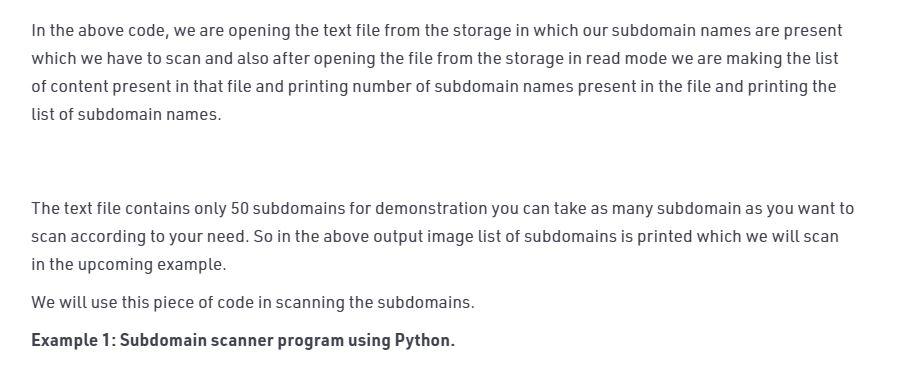 In the above code, we are opening the text file from the storage in which our subdomain names are present
which we have to scan and also after opening the file from the storage in read mode we are making the list
of content present in that file and printing number of subdomain names present in the file and printing the
list of subdomain names.
The text file contains only 50 subdomains for demonstration you can take as many subdomain as you want to
scan according to your need. So in the above output image list of subdomains is printed which we will scan
in the upcoming example.
We will use this piece of code in scanning the subdomains.
Example 1: Subdomain scanner program using Python.